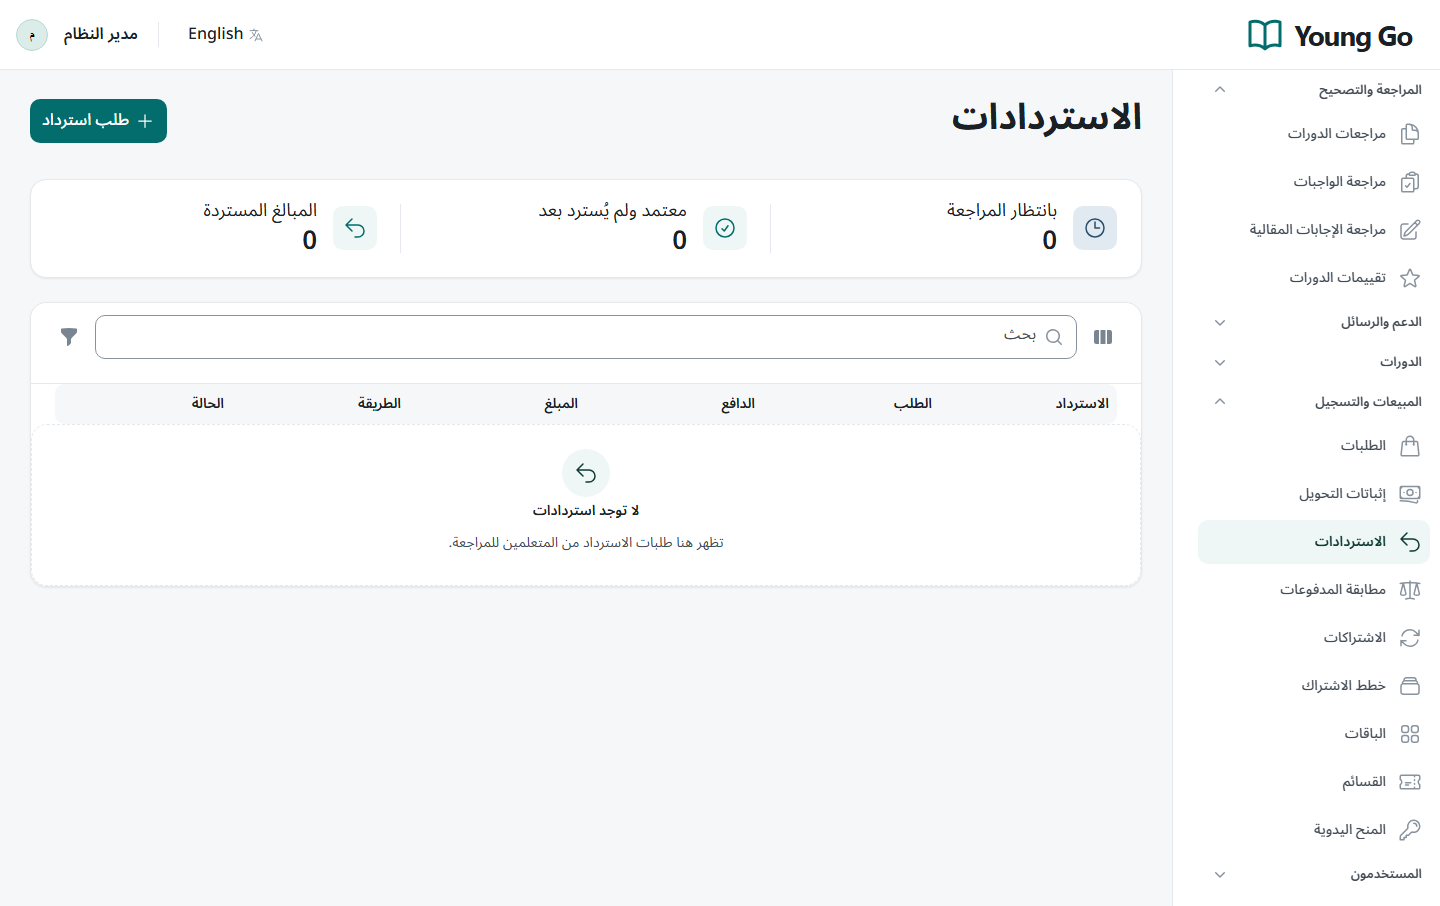 Young Go
English
مدير النظام
م
المراجعة والتصحيح
مراجعات الدورات
مراجعة الواجبات
مراجعة الإجابات المقالية
تقييمات الدورات
الدعم والرسائل
الدورات
المبيعات والتسجيل
الطلبات
إثباتات التحويل
الاستردادات
مطابقة المدفوعات
الاشتراكات
خطط الاشتراك
الباقات
القسائم
المنح اليدوية
المستخدمون
الاستردادات
طلب استرداد
بانتظار المراجعة
0
معتمد ولم يُسترد بعد
0
المبالغ المستردة
0
بحث
الاسترداد الطلب الدافع المبلغ الطريقة الحالة
لا توجد استردادات
تظهر هنا طلبات الاسترداد من المتعلمين للمراجعة.